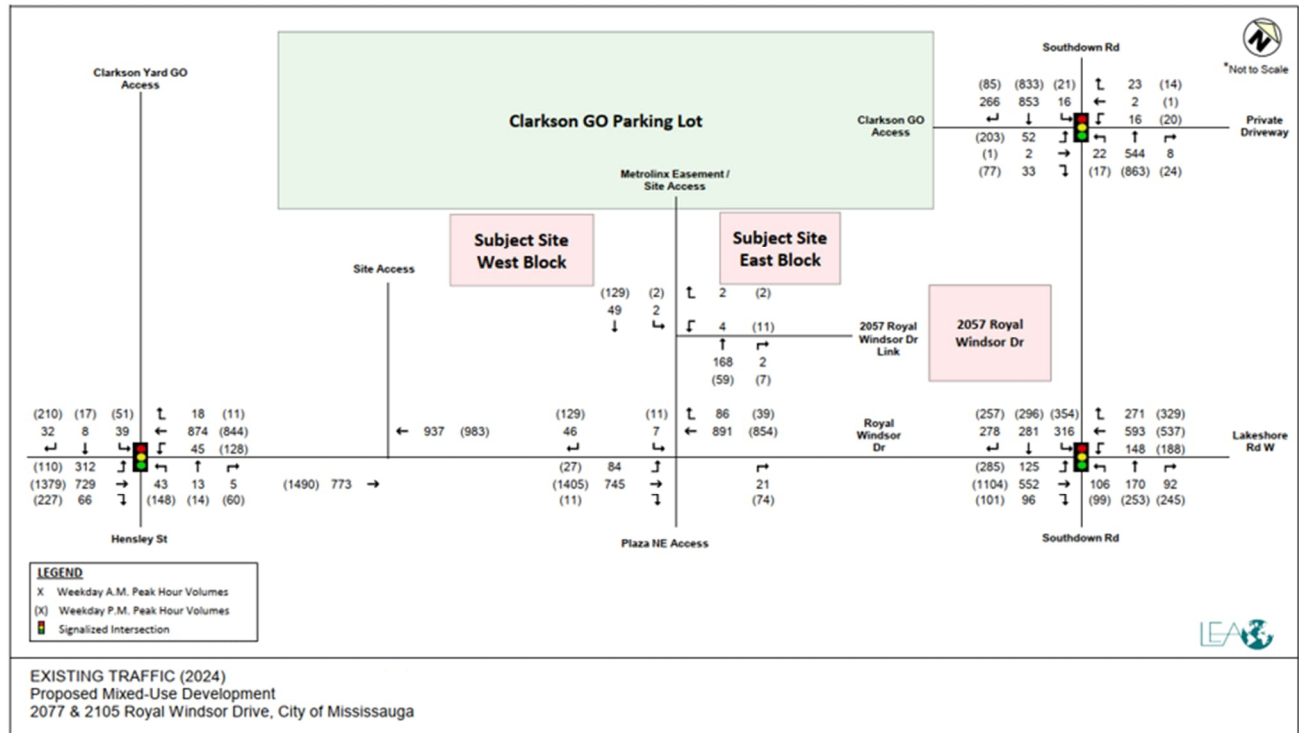 Southdown Rd
*Not to Scale
N
Clarkson Yard GO
Access
(85) (833) (21) 23 (14)
266 853 16 2 (1)
16 (20)
Clarkson GO Parking Lot
Clarkson GO
Access
Private
Driveway
(203) 52
(1) 2 22 544 8
(77) 33 (17) (863) (24)
Metrolinx Easement /
Site Access
Subject Site
West Block
Subject Site
East Block
Site Access
(129) (2) 2 (2)
49 2
4 (11)
2057 Royal
Windsor Dr
Link
2057 Royal
Windsor Dr
168 2
(59) (7)
(210) (17) (51) 18 (11)
32 8 39 874 (844)
45 (128)
937 (983)
(129) (11) 86 (39)
46 7 891 (854)
Royal
Windsor
Dr
(257) (296) (354) 271 (329)
278 281 316 593 (537)
148 (188)
Lakeshore
Rd W
(110) 312
(1379) 729 43 13 5
(227) 66 (148) (14) (60)
(1490) 773
(27) 84
(1405) 745 21
(11) (74)
(285) 125
(1104) 552 106 170 92
(101) 96 (99) (253) (245)
Hensley St
Plaza NE Access
Southdown Rd
LEGEND
X Weekday A.M. Peak Hour Volumes
(X) Weekday P.M. Peak Hour Volumes
Signalized Intersection
LEA
EXISTING TRAFFIC (2024)
Proposed Mixed-Use Development
2077 & 2105 Royal Windsor Drive, City of Mississauga